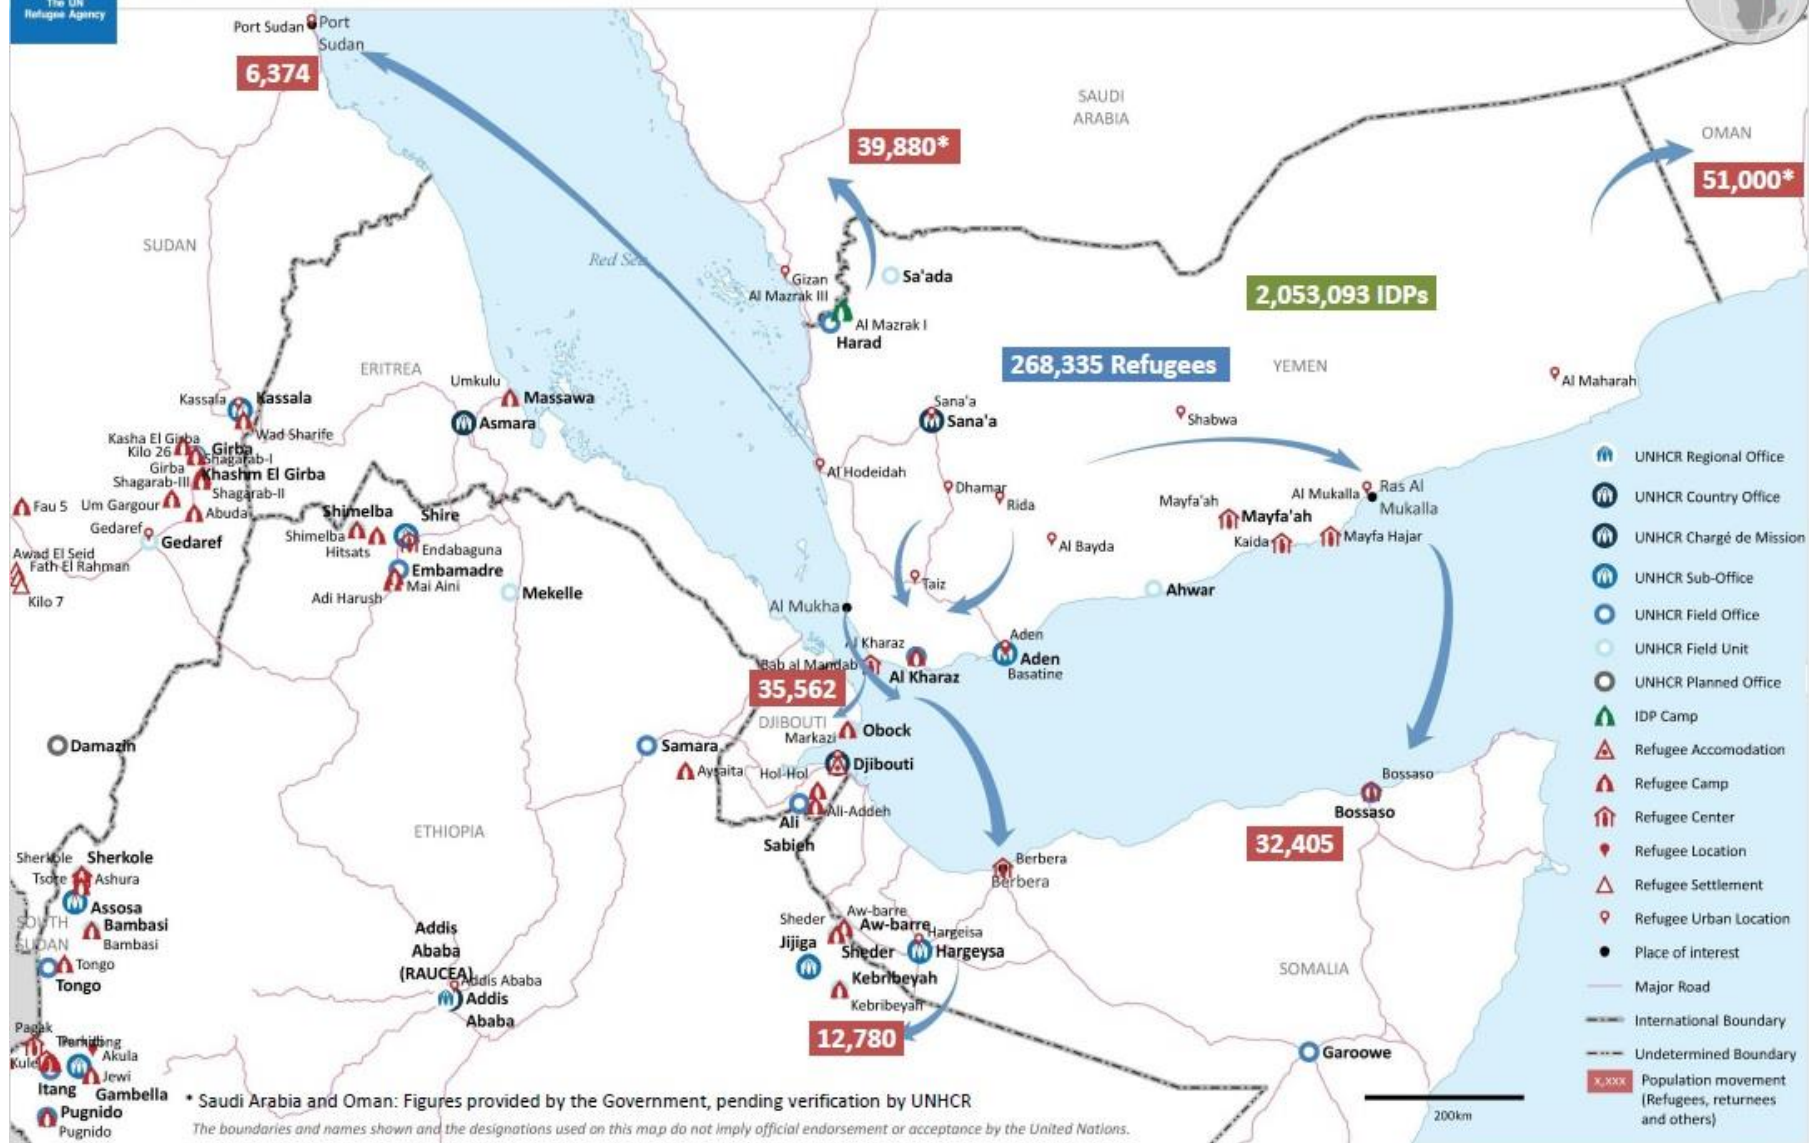 The UN
Refugee Agency
Port Sudan
Port
Sudan
6,374
SAUDI
ARABIA
39,880*
OMAN
51,000*
SUDAN
Red Sea
Gizan
Sa'ada
Al Mazrak III
Al Mazrak I
Harad
2,053,093 IDPs
268,335 Refugees
YEMEN
ERITREA
Umkulu
Massawa
Asmara
Kassala
Kassala
Wad Sharife
Kasha El Girba
Kilo 26
Girba
Shagarab-I
Girba
Khashm El Girba
Shagarab-III
Shagarab-II
Fau 5
Um Gargour
Abuda
Gedaref
Gedaref
Awad El Seid
Fath El Rahman
Kilo 7
Sana'a
Sana'a
Shabwa
Al Maharah
Al Hodeidah
Dhamar
Rida
Al Bayda
Mayfa'ah
Mayfa'ah
Al Mukalla
Ras Al
Mukalla
Kaida
Mayfa Hajar
Shimelba
Shimelba
Hitsats
Shire
Endabaguna
Embamadre
Mai Aini
Adi Harush
Mekelle
Taiz
Al Mukha
Ahwar
Al Kharaz
Bab al Mandab
Al Kharaz
Aden
Aden
Basatine
35,562
DJIBOUTI
Markazi
Obock
Damazin
Samara
Aysaita
Hol-Hol
Djibouti
Ali-Addeh
Ali
Sabieh
Bossaso
Bossaso
32,405
ETHIOPIA
Berbera
Berbera
Sherkole
Sherkole
Tsore
Ashura
Assosa
SOUTH
SUDAN
Bambasi
Bambasi
Tongo
Tongo
Addis
Ababa
(RAUCEA)
Addis Ababa
Addis
Ababa
Sheder
Aw-barre
Aw-barre
Jijiga
Sheder
Hargeisa
Hargeysa
Kebribeyah
Kebribeyah
12,780
SOMALIA
Garoowe
Pagak
Kule
Akula
Jewi
Itang
Gambella
Pugnido
Pugnido
UNHCR Regional Office
UNHCR Country Office
UNHCR Chargé de Mission
UNHCR Sub-Office
UNHCR Field Office
UNHCR Field Unit
UNHCR Planned Office
IDP Camp
Refugee Accomodation
Refugee Camp
Refugee Center
Refugee Location
Refugee Settlement
Refugee Urban Location
Place of interest
Major Road
International Boundary
Undetermined Boundary
x,xxx
Population movement
(Refugees, returnees
and others)
200km
* Saudi Arabia and Oman: Figures provided by the Government, pending verification by UNHCR
The boundaries and names shown and the designations used on this map do not imply official endorsement or acceptance by the United Nations.